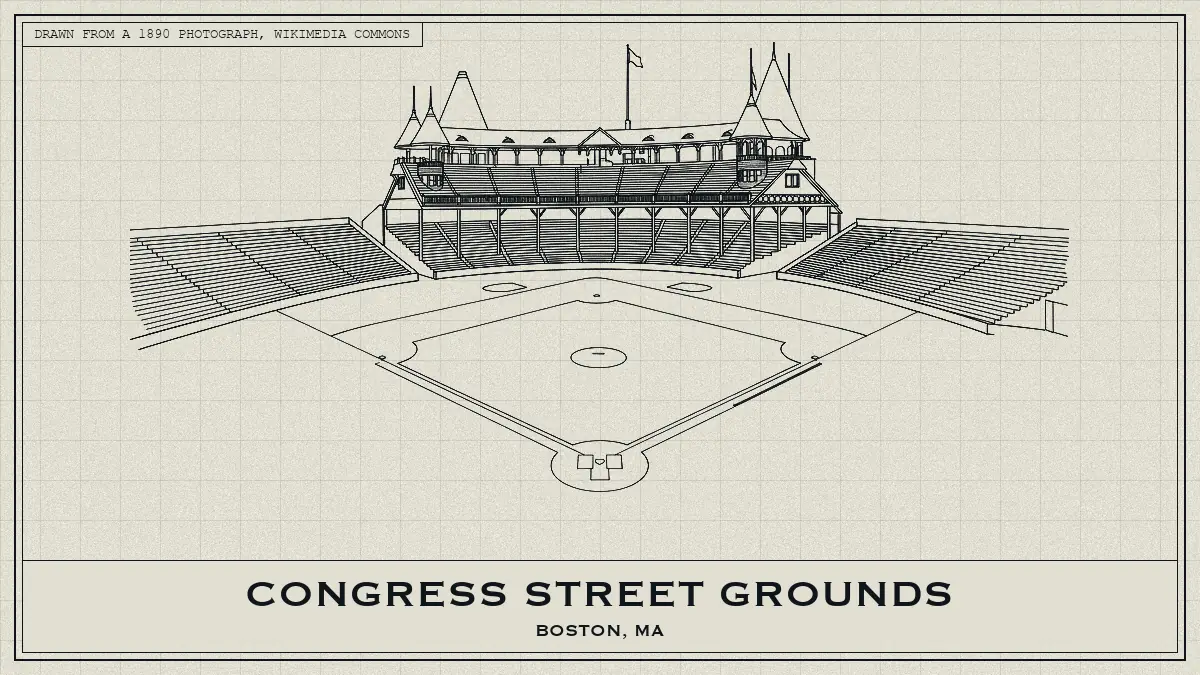 DRAWN FROM A 1890 PHOTOGRAPH, WIKIMEDIA COMMONS
CONGRESS STREET GROUNDS
BOSTON, MA